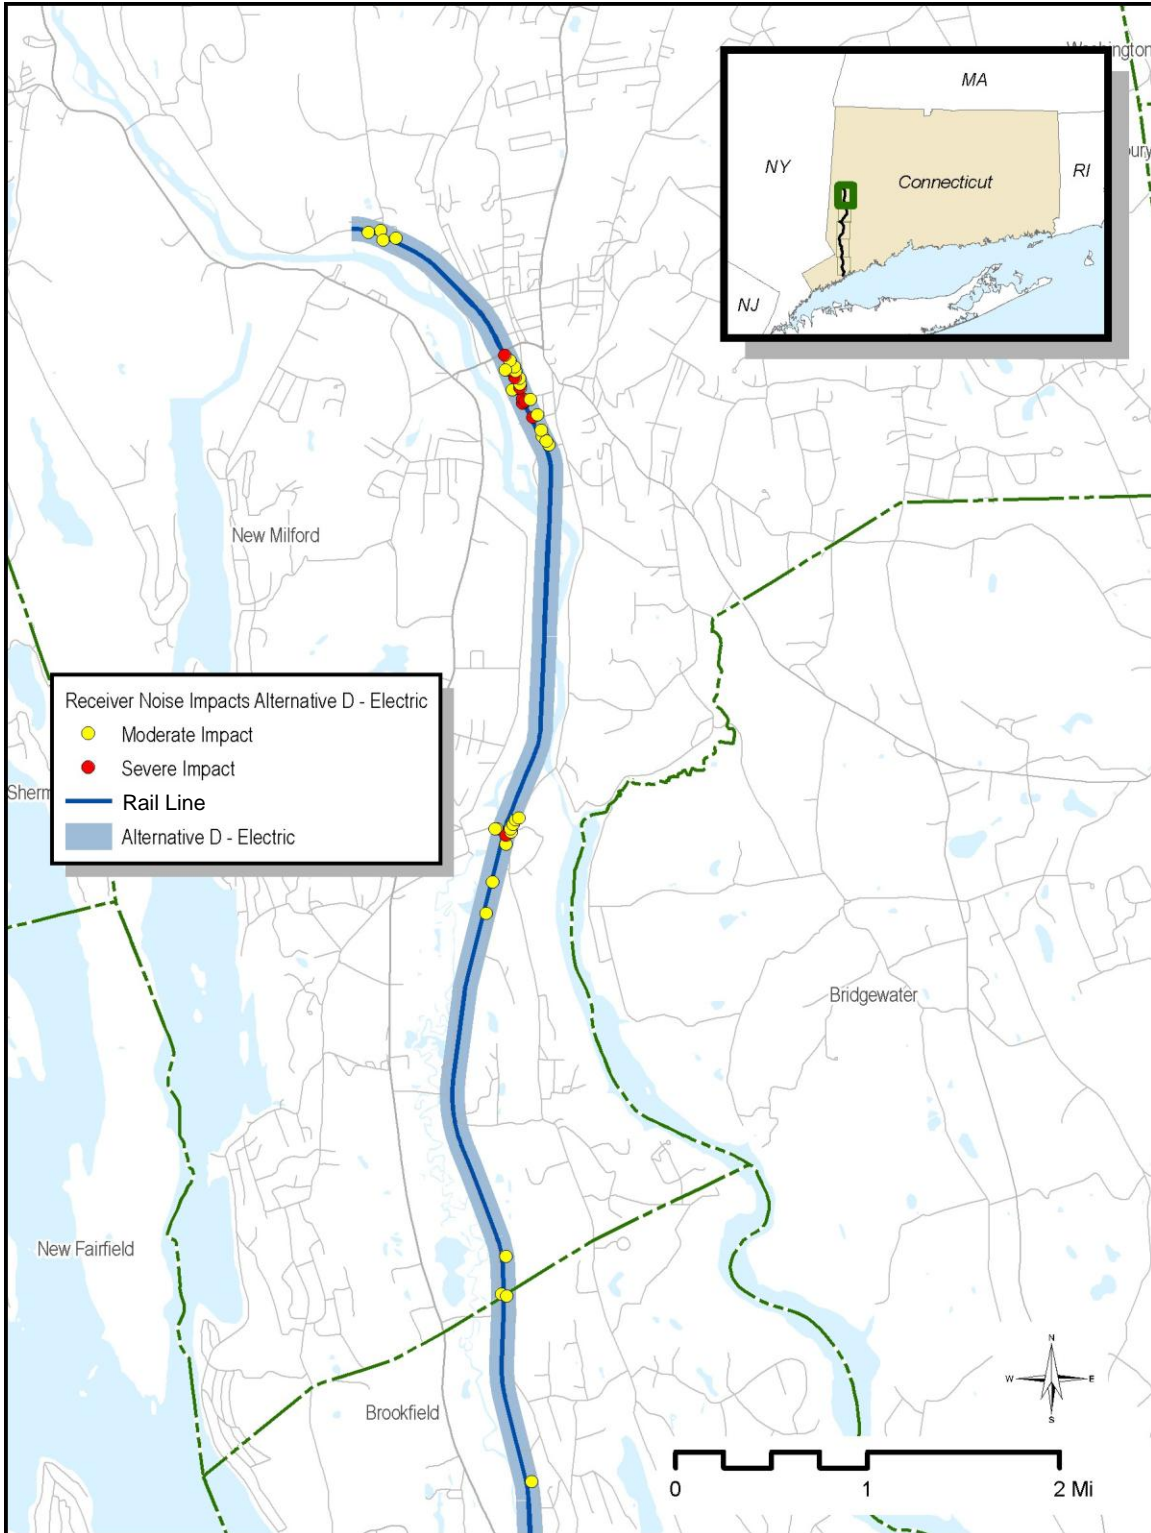 Washington
MA
NY
RI
Connecticut
NJ
New Milford
Receiver Noise Impacts Alternative D - Electric
Moderate Impact
Severe Impact
Rail Line
Alternative D - Electric
Bridgewater
New Fairfield
Brookfield
N
W
E
S
0
1
2 Mi